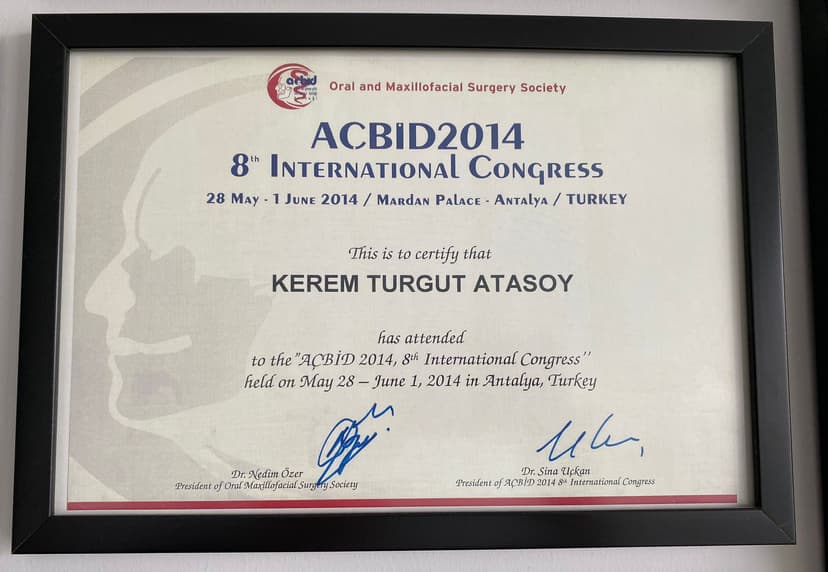 acbid
Oral and Maxillofacial Surgery Society
AÇBİD2014
8th INTERNATIONAL CONGRESS
28 MAY - 1 JUNE 2014 / MARDAN PALACE - ANTALYA / TURKEY
This is to certify that
KEREM TURGUT ATASOY
has attended
to the "AÇBİD 2014, 8th International Congress''
held on May 28 – June 1, 2014 in Antalya, Turkey
Dr. Nedim Özer
President of Oral Maxillofacial Surgery Society
Dr. Sina Uçkan
President of AÇBİD 2014 8th International Congress